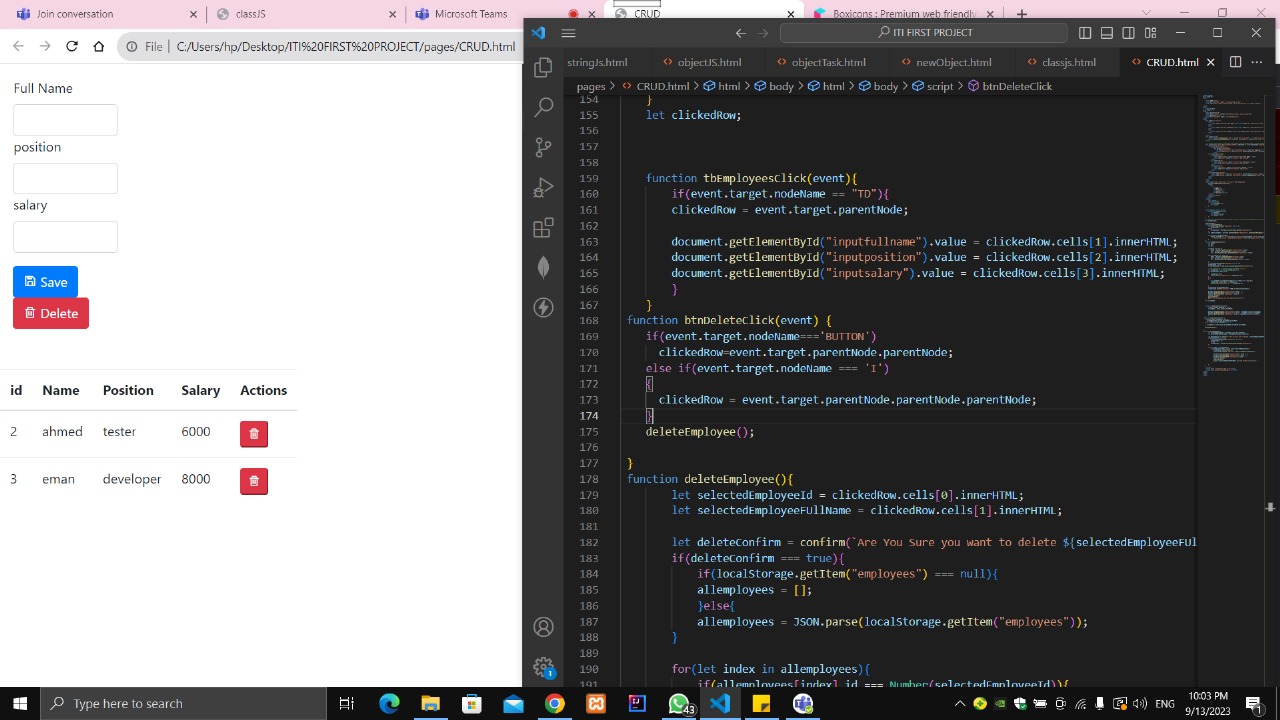 Join conversation
classJS
Microsoft Teams
CRUD
Boxicons : Premium web friendly
File | C:/Users/pc/Desktop/ITI%20FIRST%20PROJECT/pages/CRUD.html
Full Name
position
salary
Save
Delete
id Name Position Salary Actions
2 ahmed tester 6000
3 eman developer 8000
ITI FIRST PROJECT
stringJs.html
objectJS.html
objectTask.html
newObject.html
classjs.html
CRUD.html
pages > CRUD.html > html > body > html > body > script > btnDeleteClick
154 }
155 let clickedRow;
156
157
158
159 function tbEmployeesClick(event){
160 if(event.target.nodeName == "TD"){
161 clickedRow = event.target.parentNode;
162
163 document.getElementById("inputfullname").value = clickedRow.cells[1].innerHTML;
164 document.getElementById("inputposition").value = clickedRow.cells[2].innerHTML;
165 document.getElementById("inputsalary").value = clickedRow.cells[3].innerHTML;
166 }
167 }
168 function btnDeleteClick(event) {
169 if(event.target.nodeName=== 'BUTTON')
170 clickedRow=event.target.parentNode.parentNode;
171 else if(event.target.nodeName === 'I')
172 {
173 clickedRow = event.target.parentNode.parentNode.parentNode;
174 }
175 deleteEmployee();
176
177 }
178 function deleteEmployee(){
179 let selectedEmployeeId = clickedRow.cells[0].innerHTML;
180 let selectedEmployeeFUllName = clickedRow.cells[1].innerHTML;
181
182 let deleteConfirm = confirm(`Are You Sure you want to delete ${selectedEmployeeFUl
183 if(deleteConfirm === true){
184 if(localStorage.getItem("employees") === null){
185 allemployees = [];
186 }else{
187 allemployees = JSON.parse(localStorage.getItem("employees"));
188 }
189
190 for(let index in allemployees){
191 if(allemployees[index].id === Number(selectedEmployeeId)){
1
Type here to search
43
ENG
10:03 PM
9/13/2023
1